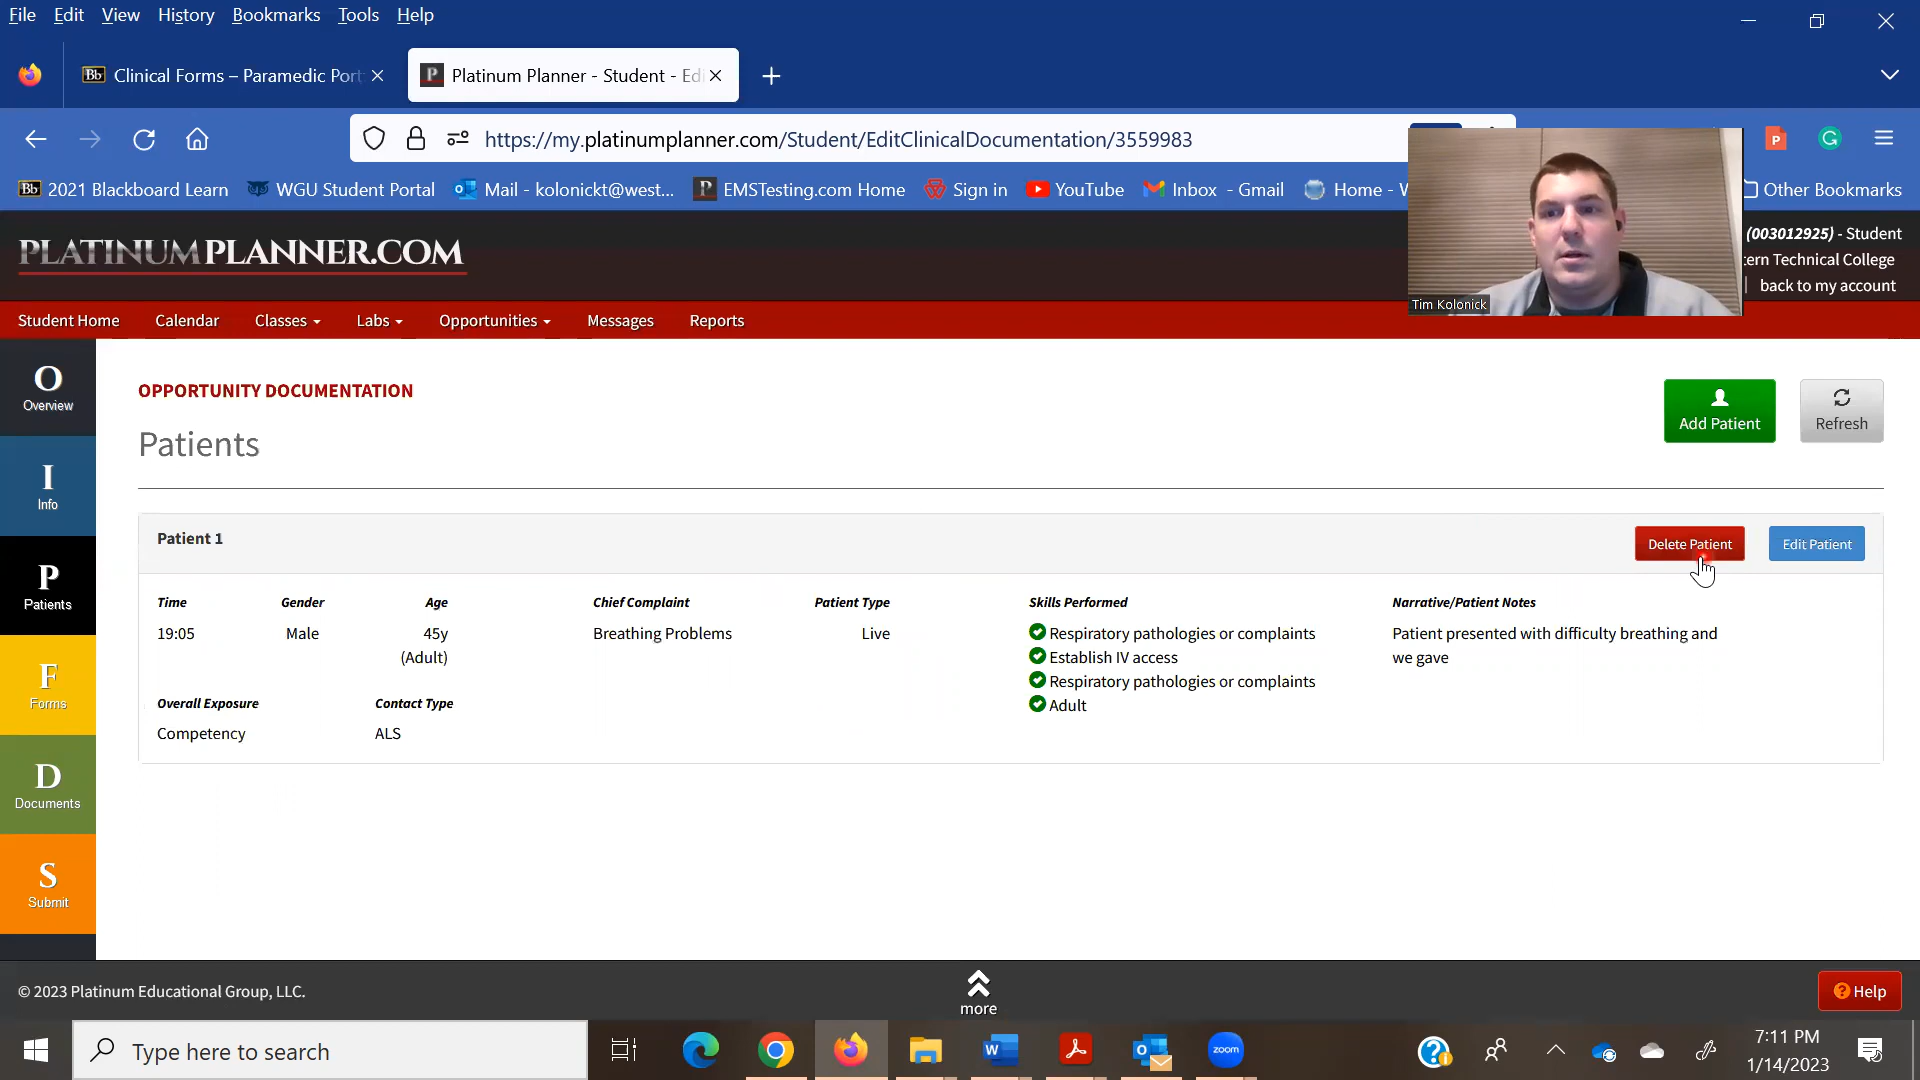 File Edit View History Bookmarks Tools Help
Bb Clinical Forms – Paramedic Port
P Platinum Planner - Student - Edi
https://my.platinumplanner.com/Student/EditClinicalDocumentation/3559983
Bb 2021 Blackboard Learn WGU Student Portal Mail - kolonickt@west... P EMSTesting.com Home Sign in YouTube Inbox - Gmail Home - W Other Bookmarks
PLATINUMPLANNER.COM
(003012925) - Student
ern Technical College
back to my account
Tim Kolonick
Student Home Calendar Classes Labs Opportunities Messages Reports
O
Overview
I
Info
P
Patients
F
Forms
D
Documents
S
Submit
OPPORTUNITY DOCUMENTATION
Patients
Add Patient
Refresh
Patient 1
Delete Patient Edit Patient
Time Gender Age Chief Complaint Patient Type Skills Performed Narrative/Patient Notes
19:05 Male 45y Breathing Problems Live Respiratory pathologies or complaints Patient presented with difficulty breathing and
(Adult) Establish IV access we gave
Respiratory pathologies or complaints
Overall Exposure Contact Type Adult
Competency ALS
© 2023 Platinum Educational Group, LLC.
more
? Help
Type here to search
W
zoom
7:11 PM
1/14/2023